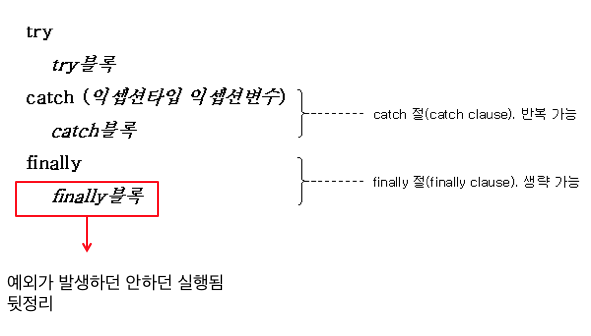 try
try블록
catch (익셉션타입 익셉션변수)
catch 절(catch clause). 반복 가능
catch블록
finally
finally 절(finally clause). 생략 가능
finally블록
예외가 발생하던 안하던 실행됨
뒷정리